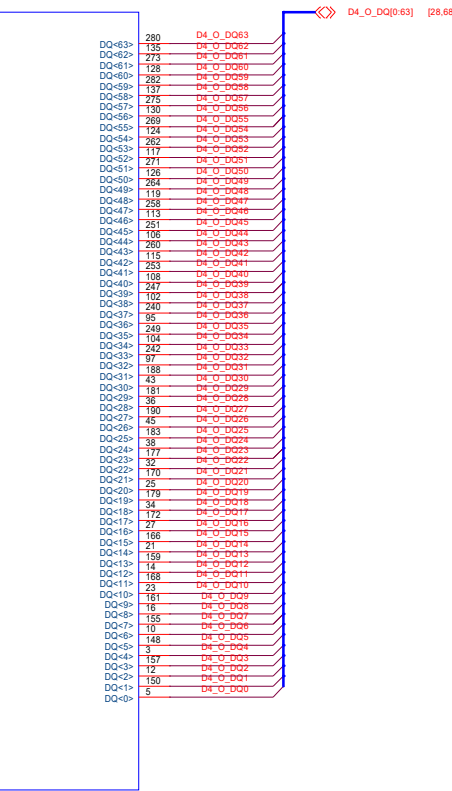 D4_O_DQ[0:63] [28.68
DQ<63> 280 D4_O_DQ63
DQ<62> 135 D4_O_DQ62
DQ<61> 273 D4_O_DQ61
DQ<60> 128 D4_O_DQ60
DQ<59> 282 D4_O_DQ59
DQ<58> 137 D4_O_DQ58
DQ<57> 275 D4_O_DQ57
DQ<56> 130 D4_O_DQ56
DQ<55> 269 D4_O_DQ55
DQ<54> 124 D4_O_DQ54
DQ<53> 262 D4_O_DQ53
DQ<52> 117 D4_O_DQ52
DQ<51> 271 D4_O_DQ51
DQ<50> 126 D4_O_DQ50
DQ<49> 264 D4_O_DQ49
DQ<48> 119 D4_O_DQ48
DQ<47> 258 D4_O_DQ47
DQ<46> 113 D4_O_DQ46
DQ<45> 251 D4_O_DQ45
DQ<44> 106 D4_O_DQ44
DQ<43> 260 D4_O_DQ43
DQ<42> 115 D4_O_DQ42
DQ<41> 253 D4_O_DQ41
DQ<40> 108 D4_O_DQ40
DQ<39> 247 D4_O_DQ39
DQ<38> 102 D4_O_DQ38
DQ<37> 240 D4_O_DQ37
DQ<36> 95 D4_O_DQ36
DQ<35> 249 D4_O_DQ35
DQ<34> 104 D4_O_DQ34
DQ<33> 242 D4_O_DQ33
DQ<32> 97 D4_O_DQ32
DQ<31> 188 D4_O_DQ31
DQ<30> 43 D4_O_DQ30
DQ<29> 181 D4_O_DQ29
DQ<28> 36 D4_O_DQ28
DQ<27> 190 D4_O_DQ27
DQ<26> 45 D4_O_DQ26
DQ<25> 183 D4_O_DQ25
DQ<24> 38 D4_O_DQ24
DQ<23> 177 D4_O_DQ23
DQ<22> 32 D4_O_DQ22
DQ<21> 170 D4_O_DQ21
DQ<20> 25 D4_O_DQ20
DQ<19> 179 D4_O_DQ19
DQ<18> 34 D4_O_DQ18
DQ<17> 172 D4_O_DQ17
DQ<16> 27 D4_O_DQ16
DQ<15> 166 D4_O_DQ15
DQ<14> 21 D4_O_DQ14
DQ<13> 159 D4_O_DQ13
DQ<12> 14 D4_O_DQ12
DQ<11> 168 D4_O_DQ11
DQ<10> 23 D4_O_DQ10
DQ<9> 161 D4_O_DQ9
DQ<8> 16 D4_O_DQ8
DQ<7> 155 D4_O_DQ7
DQ<6> 10 D4_O_DQ6
DQ<5> 148 D4_O_DQ5
DQ<4> 3 D4_O_DQ4
DQ<3> 157 D4_O_DQ3
DQ<2> 12 D4_O_DQ2
DQ<1> 150 D4_O_DQ1
DQ<0> 5 D4_O_DQ0